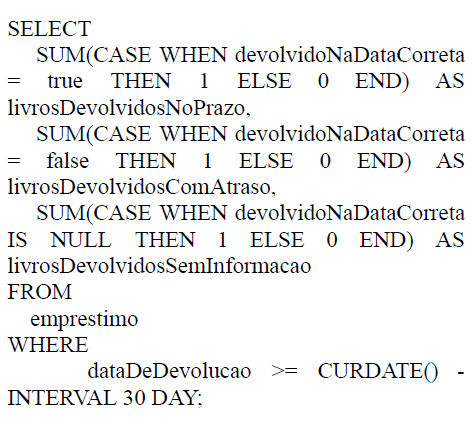 SELECT
SUM(CASE WHEN devolvidoNaDataCorreta
= true THEN 1 ELSE 0 END) AS
livrosDevolvidosNoPrazo,
SUM(CASE WHEN devolvidoNaDataCorreta
= false THEN 1 ELSE 0 END) AS
livrosDevolvidosComAtraso,
SUM(CASE WHEN devolvidoNaDataCorreta
IS NULL THEN 1 ELSE 0 END) AS
livrosDevolvidosSemInformacao
FROM
emprestimo
WHERE
dataDeDevolucao >= CURDATE() -
INTERVAL 30 DAY;